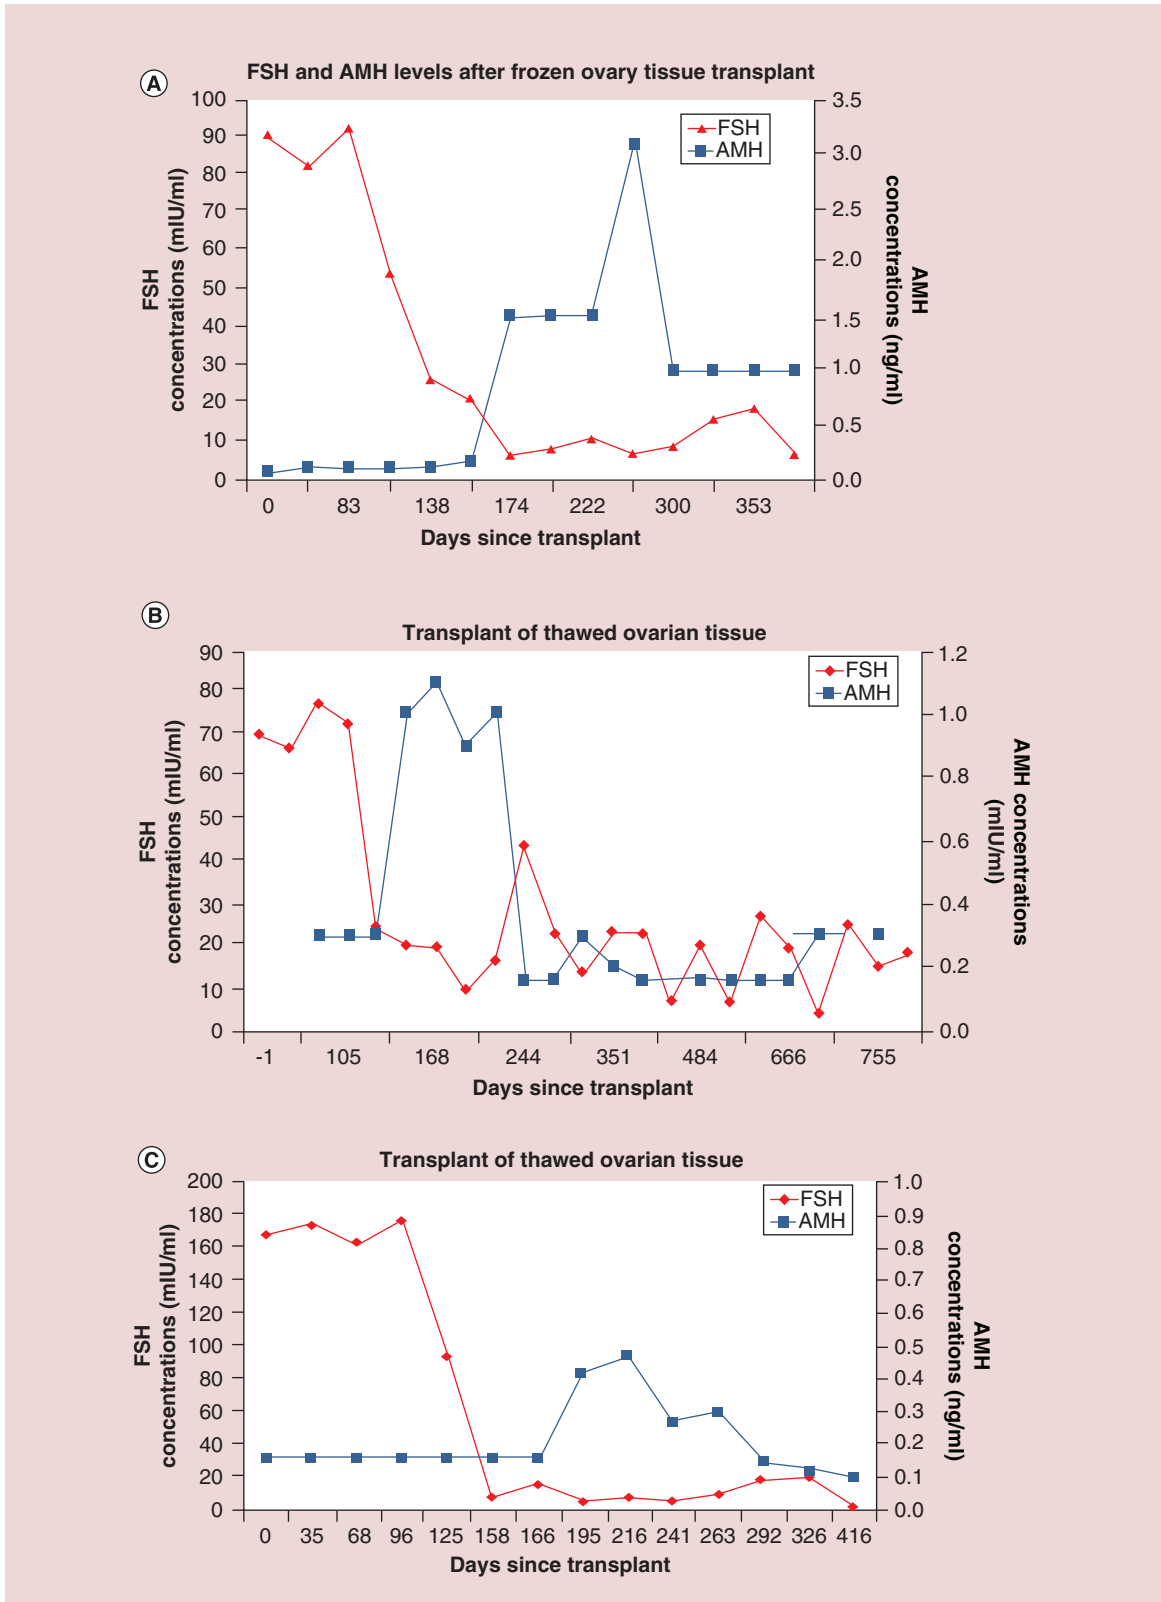 A
FSH and AMH levels after frozen ovary tissue transplant
100
90
80
70
60
50
40
30
20
10
0
FSH
concentrations (mIU/ml)
3.5
3.0
2.5
2.0
1.5
1.0
0.5
0.0
AMH
concentrations (ng/ml)
FSH
AMH
0 83 138 174 222 300 353
Days since transplant
B
Transplant of thawed ovarian tissue
90
80
70
60
50
40
30
20
10
0
FSH
concentrations (mIU/ml)
1.2
1.0
0.8
0.6
0.4
0.2
0.0
AMH concentrations
(mIU/ml)
FSH
AMH
-1 105 168 244 351 484 666 755
Days since transplant
C
Transplant of thawed ovarian tissue
200
180
160
140
120
100
80
60
40
20
0
FSH
concentrations (mIU/ml)
1.0
0.9
0.8
0.7
0.6
0.5
0.4
0.3
0.2
0.1
0.0
AMH
concentrations (ng/ml)
FSH
AMH
0 35 68 96 125 158 166 195 216 241 263 292 326 416
Days since transplant